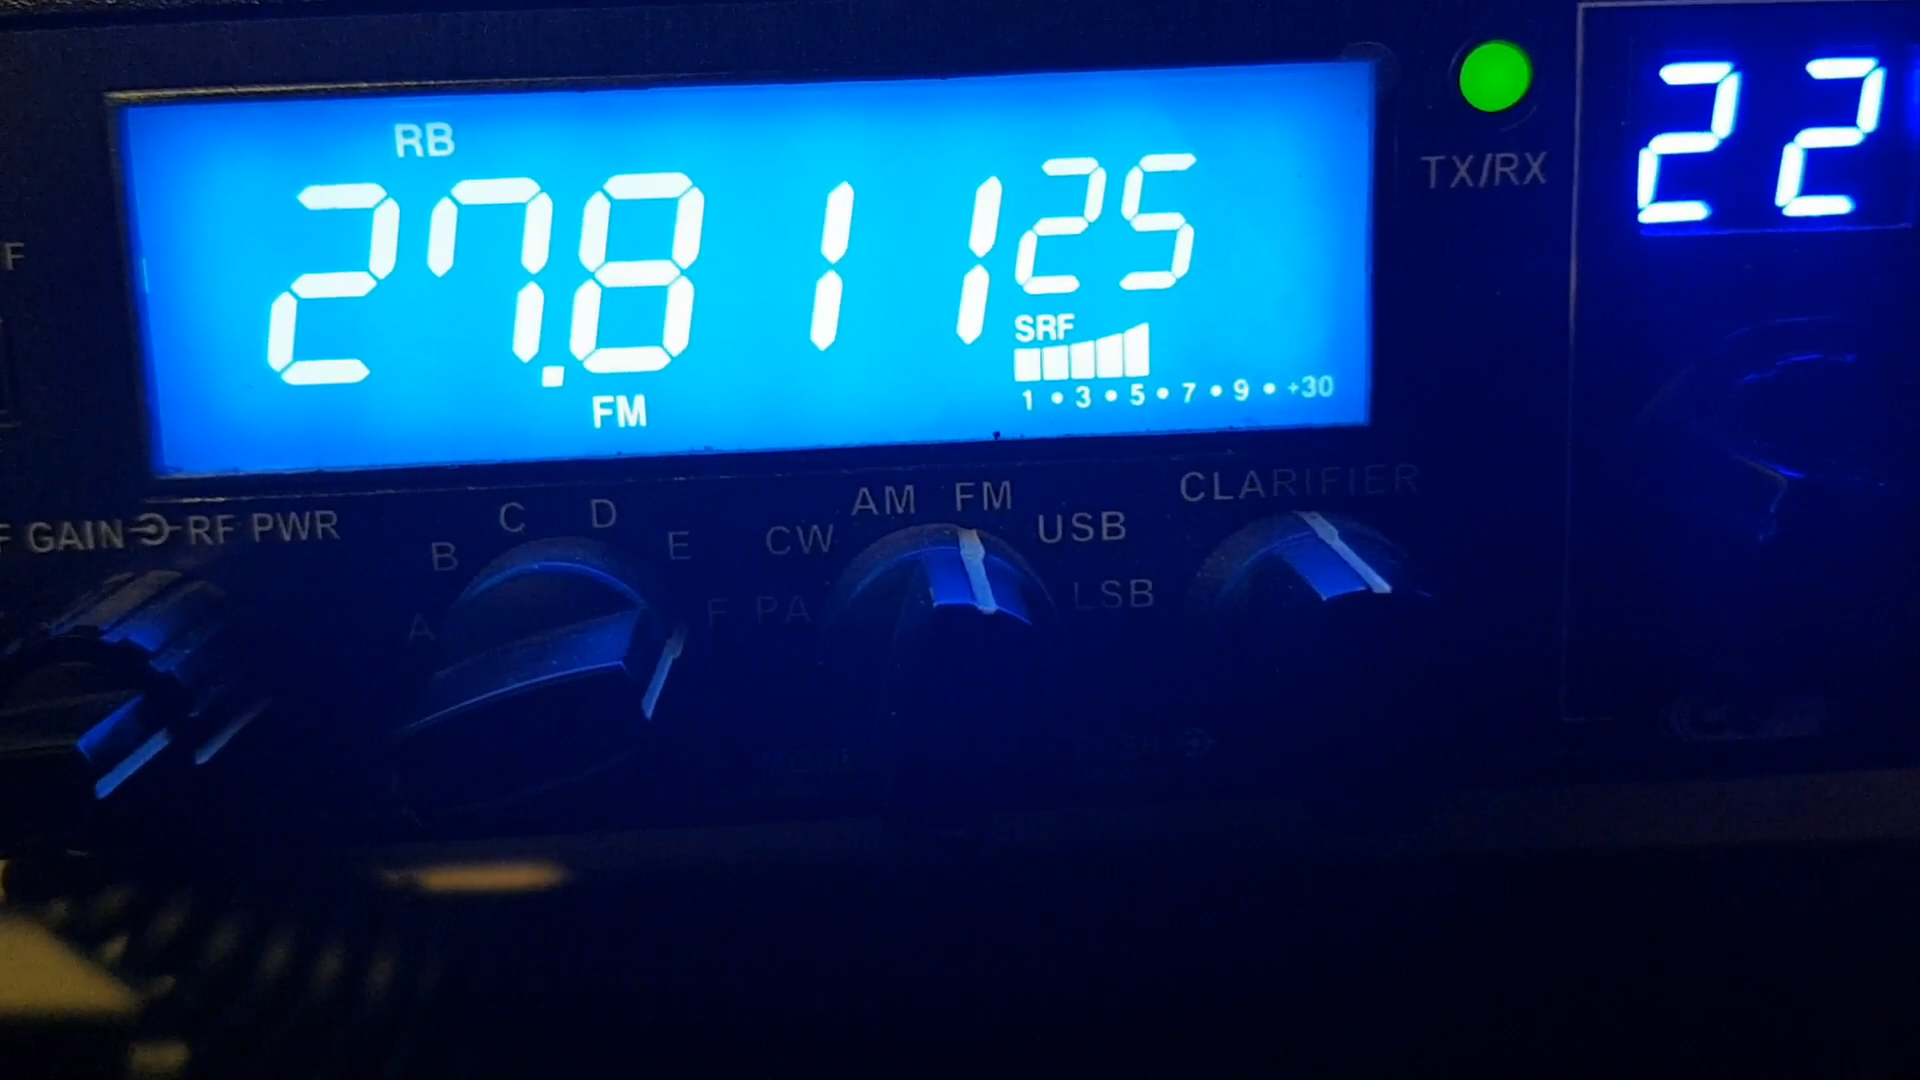 RB
27.81125
SRF
1 • 3 • 5 • 7 • 9 • +30
FM
TX/RX
22
F
F GAIN RF PWR
A B C D E F
PA CW AM FM USB LSB
CLARIFIER